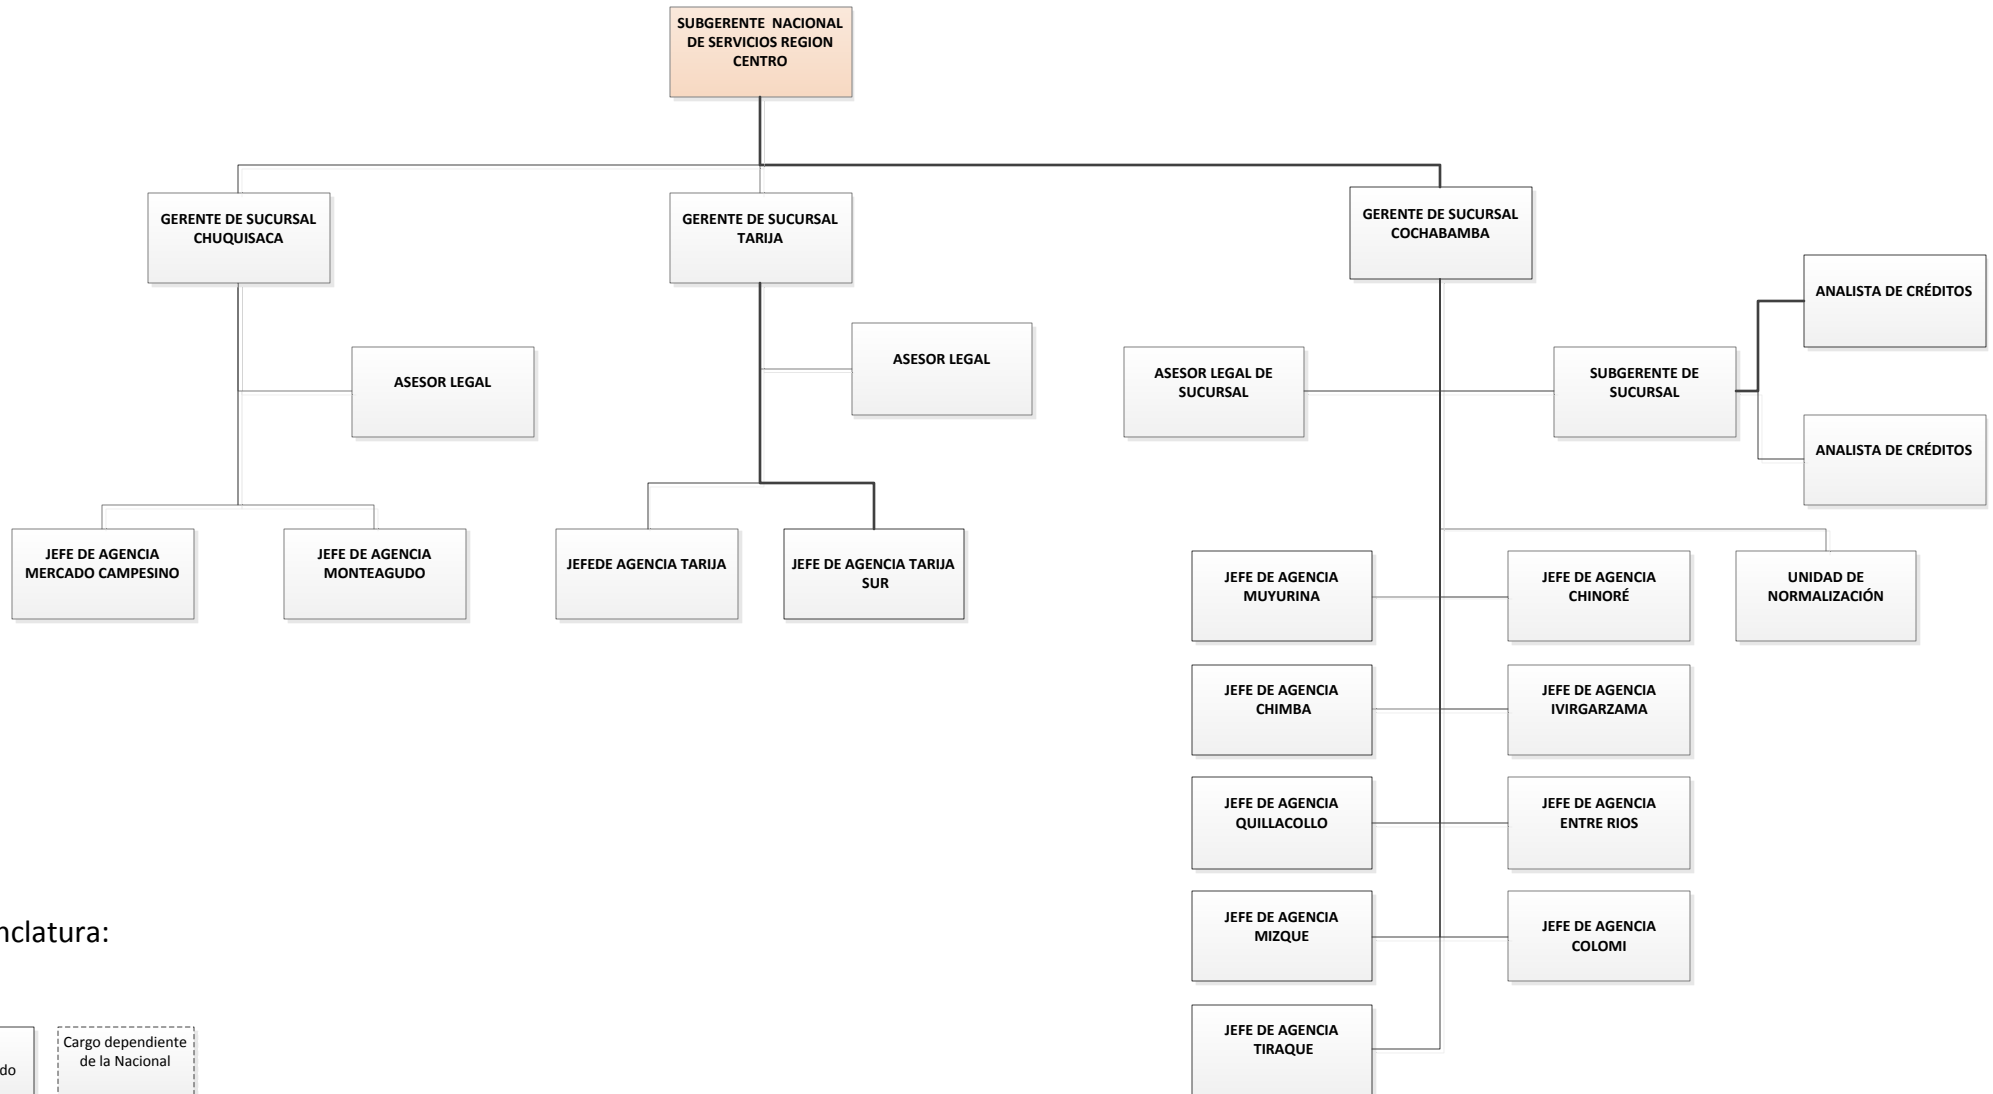 SUBGERENTE NACIONAL
DE SERVICIOS REGION
CENTRO
GERENTE DE SUCURSAL
CHUQUISACA
GERENTE DE SUCURSAL
TARIJA
GERENTE DE SUCURSAL
COCHABAMBA
ANALISTA DE CRÉDITOS
ASESOR LEGAL
ASESOR LEGAL
ASESOR LEGAL DE
SUCURSAL
SUBGERENTE DE
SUCURSAL
ANALISTA DE CRÉDITOS
JEFE DE AGENCIA
MERCADO CAMPESINO
JEFE DE AGENCIA
MONTEAGUDO
JEFEDE AGENCIA TARIJA
JEFE DE AGENCIA TARIJA
SUR
JEFE DE AGENCIA
MUYURINA
JEFE DE AGENCIA
CHINORÉ
UNIDAD DE
NORMALIZACIÓN
JEFE DE AGENCIA
CHIMBA
JEFE DE AGENCIA
IVIRGARZAMA
JEFE DE AGENCIA
QUILLACOLLO
JEFE DE AGENCIA
ENTRE RIOS
JEFE DE AGENCIA
MIZQUE
JEFE DE AGENCIA
COLOMI
nclatura:
JEFE DE AGENCIA
TIRAQUE
do
Cargo dependiente
de la Nacional